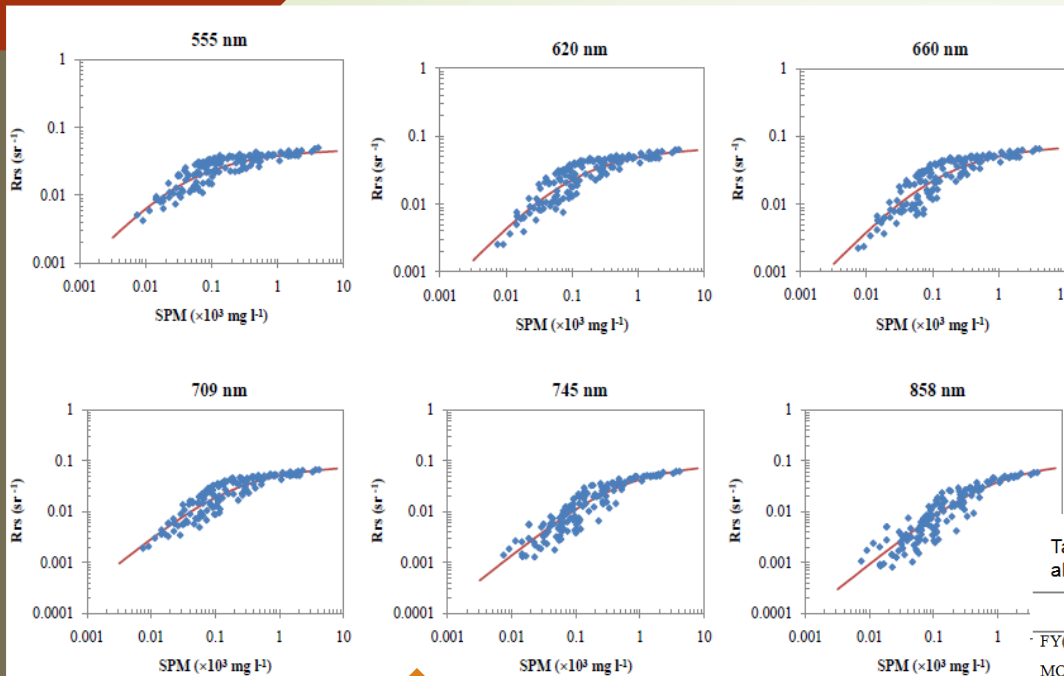 555 nm
620 nm
660 nm
1
0.1
0.01
0.001
Rrs (sr⁻¹)
0.001 0.01 0.1 1 10
SPM (×10³ mg l⁻¹)
1
0.1
0.01
0.001
Rrs (sr⁻¹)
0.001 0.01 0.1 1 10
SPM (×10³ mg l⁻¹)
1
0.1
0.01
0.001
Rrs (sr⁻¹)
0.001 0.01 0.1 1
SPM (×10³ mg l⁻¹)
709 nm
745 nm
858 nm
1
0.1
0.01
0.001
0.0001
Rrs (sr⁻¹)
0.001 0.01 0.1 1 10
SPM (×10³ mg l⁻¹)
1
0.1
0.01
0.001
0.0001
Rrs (sr⁻¹)
0.001 0.01 0.1 1 10
SPM (×10³ mg l⁻¹)
1
0.1
0.01
0.001
0.0001
Rrs (sr⁻¹)
0.001 0.01 0.1 1
SPM (×10³ mg l⁻¹)